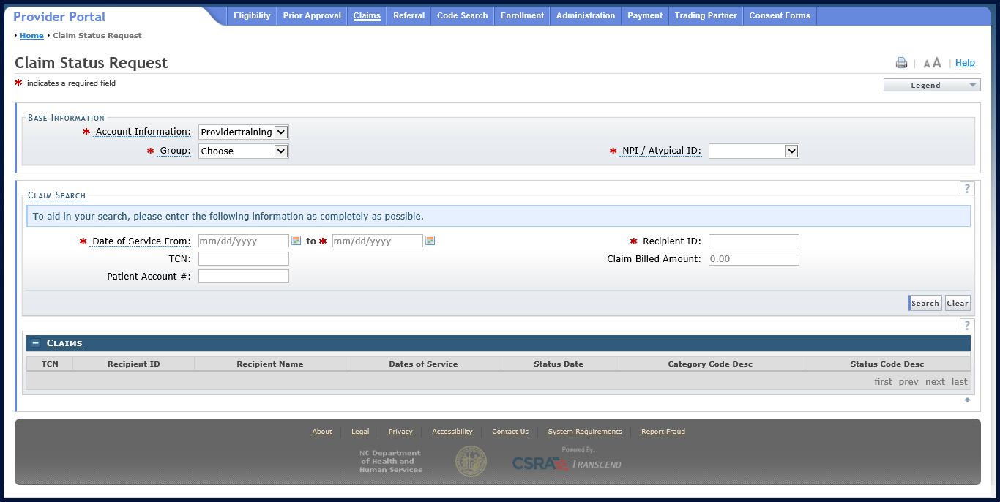 Provider Portal
Eligibility Prior Approval Claims Referral Code Search Enrollment Administration Payment Trading Partner Consent Forms
Home Claim Status Request
Claim Status Request
A A Help
* indicates a required field
Legend
Base Information
* Account Information: Providertraining
* Group: Choose * NPI / Atypical ID:
?
Claim Search
To aid in your search, please enter the following information as completely as possible.
* Date of Service From: mm/dd/yyyy to * mm/dd/yyyy * Recipient ID:
TCN: Claim Billed Amount: 0.00
Patient Account #:
Search Clear
?
Claims
TCN Recipient ID Recipient Name Dates of Service Status Date Category Code Desc Status Code Desc
first prev next last
About Legal Privacy Accessibility Contact Us System Requirements Report Fraud
NC Department
of Health and
Human Services
Powered By...
CSRA TRANSCEND